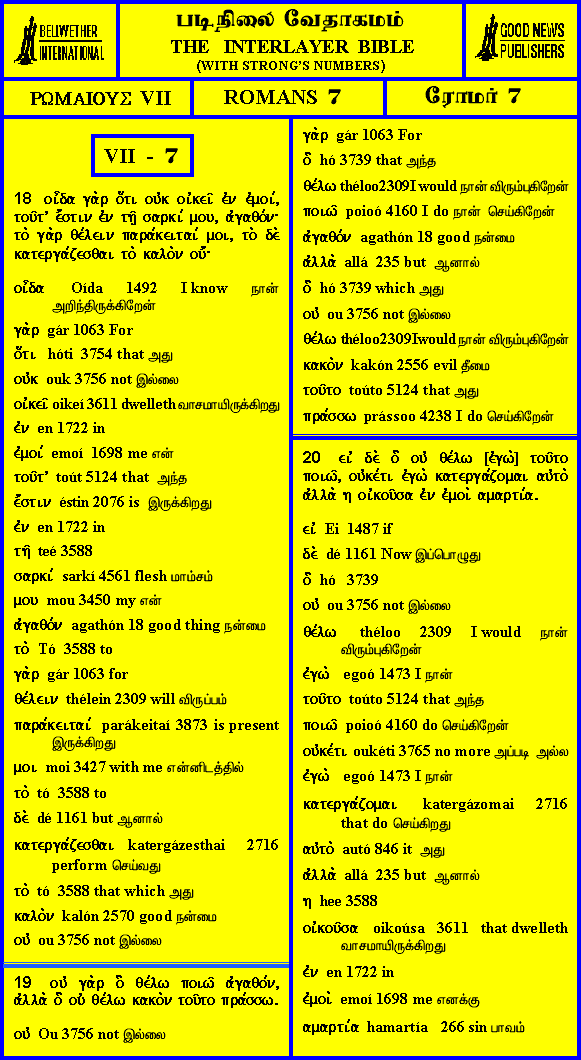 BELLWETHER
INTERNATIONAL
படிநிலை வேதாகமம்
THE INTERLAYER BIBLE
(WITH STRONG'S NUMBERS)
GOOD NEWS
PUBLISHERS
ΡΩΜΑΙΟΥΣ VII
ROMANS 7
ரோமர் 7
VII - 7
18 οἶδα γὰρ ὅτι οὐκ οἰκεῖ ἐν ἐμοί,
τοῦτ’ ἔστιν ἐν τῇ σαρκί μου, ἀγαθόν·
τὸ γὰρ θέλειν παράκειταί μοι, τὸ δὲ
κατεργάζεσθαι τὸ καλὸν οὔ·
οἶδα Oída 1492 I know நான்
அறிந்திருக்கிறேன்
γὰρ gár 1063 For
ὅτι hóti 3754 that அது
οὐκ ouk 3756 not இல்லை
οἰκεῖ oikeí 3611 dwelleth வாசமாயிருக்கிறது
ἐν en 1722 in
ἐμοί emoí 1698 me என்
τοῦτ’ toút 5124 that அந்த
ἔστιν éstin 2076 is இருக்கிறது
ἐν en 1722 in
τῇ teé 3588
σαρκί sarkí 4561 flesh மாம்சம்
μου mou 3450 my என்
ἀγαθόν agathón 18 good thing நன்மை
τὸ Tó 3588 to
γὰρ gár 1063 for
θέλειν thélein 2309 will விருப்பம்
παράκειταί parákeitaí 3873 is present
இருக்கிறது
μοι moi 3427 with me என்னிடத்தில்
τὸ tó 3588 to
δὲ dé 1161 but ஆனால்
κατεργάζεσθαι katergázesthai 2716
perform செய்வது
τὸ tó 3588 that which அது
καλὸν kalón 2570 good நன்மை
οὐ ou 3756 not இல்லை
19 οὐ γὰρ ὃ θέλω ποιῶ ἀγαθόν,
ἀλλὰ ὃ οὐ θέλω κακὸν τοῦτο πράσσω.
οὐ Ou 3756 not இல்லை
γὰρ gár 1063 For
ὃ hó 3739 that அந்த
θέλω théloo2309I would நான் விரும்புகிறேன்
ποιῶ poioó 4160 I do நான் செய்கிறேன்
ἀγαθόν agathón 18 good நன்மை
ἀλλὰ allá 235 but ஆனால்
ὃ hó 3739 which அது
οὐ ou 3756 not இல்லை
θέλω théloo2309Iwould நான் விரும்புகிறேன்
κακὸν kakón 2556 evil தீமை
τοῦτο toúto 5124 that அது
πράσσω prássoo 4238 I do செய்கிறேன்
20 εἰ δὲ ὃ οὐ θέλω [ἐγὼ] τοῦτο
ποιῶ, οὐκέτι ἐγὼ κατεργάζομαι αὐτὸ
ἀλλὰ η οἰκοῦσα ἐν ἐμοὶ αμαρτία.
εἰ Ei 1487 if
δὲ dé 1161 Now இப்பொழுது
ὃ hó 3739
οὐ ou 3756 not இல்லை
θέλω théloo 2309 I would நான்
விரும்புகிறேன்
ἐγὼ egoó 1473 I நான்
τοῦτο toúto 5124 that அந்த
ποιῶ poioó 4160 do செய்கிறேன்
οὐκέτι oukéti 3765 no more அப்படி அல்ல
ἐγὼ egoó 1473 I நான்
κατεργάζομαι katergázomai 2716
that do செய்கிறது
αὐτὸ autó 846 it அது
ἀλλὰ allá 235 but ஆனால்
η hee 3588
οἰκοῦσα oikoúsa 3611 that dwelleth
வாசமாயிருக்கிறது
ἐν en 1722 in
ἐμοὶ emoí 1698 me எனக்கு
αμαρτία hamartía 266 sin பாவம்